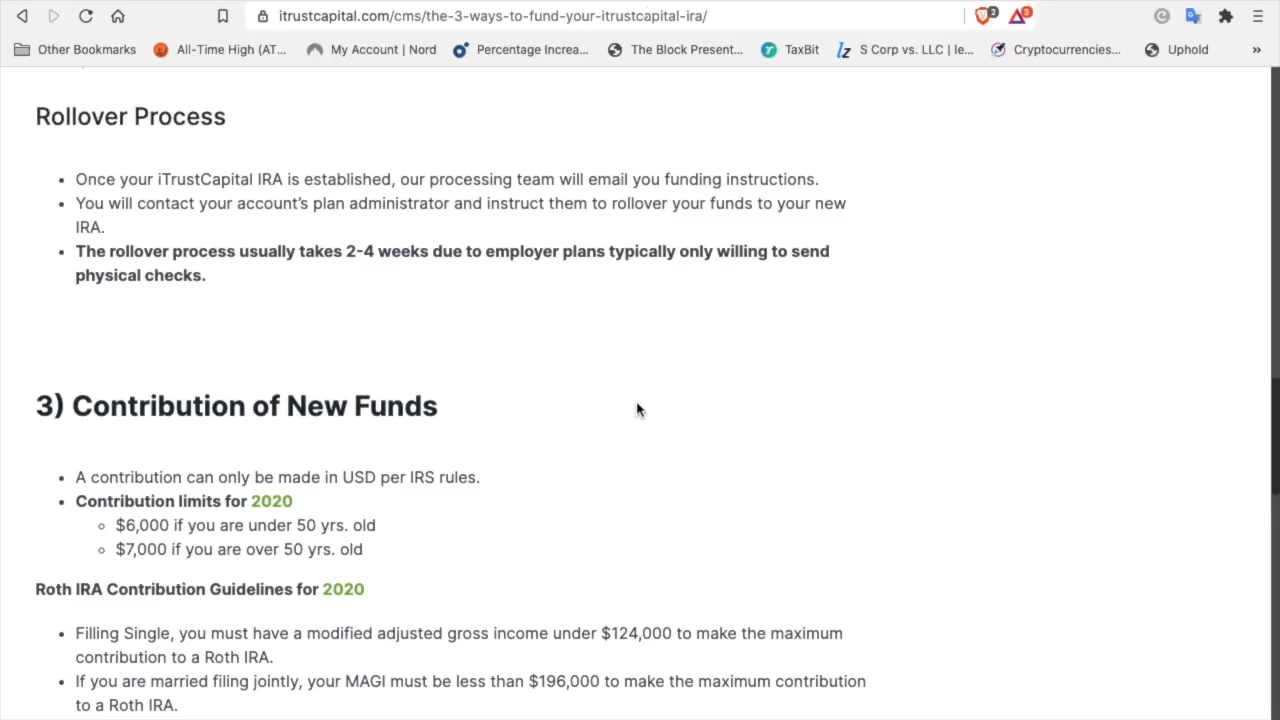 itrustcapital.com/cms/the-3-ways-to-fund-your-itrustcapital-ira/
2
3
Other Bookmarks
All-Time High (AT...
My Account | Nord
Percentage Increa...
The Block Present...
TaxBit
lz
S Corp vs. LLC | le...
Cryptocurrencies...
Uphold
»
Rollover Process
• Once your iTrustCapital IRA is established, our processing team will email you funding instructions.
• You will contact your account's plan administrator and instruct them to rollover your funds to your new
IRA.
• The rollover process usually takes 2-4 weeks due to employer plans typically only willing to send
physical checks.
3) Contribution of New Funds
• A contribution can only be made in USD per IRS rules.
• Contribution limits for 2020
◦ $6,000 if you are under 50 yrs. old
◦ $7,000 if you are over 50 yrs. old
Roth IRA Contribution Guidelines for 2020
• Filling Single, you must have a modified adjusted gross income under $124,000 to make the maximum
contribution to a Roth IRA.
• If you are married filing jointly, your MAGI must be less than $196,000 to make the maximum contribution
to a Roth IRA.